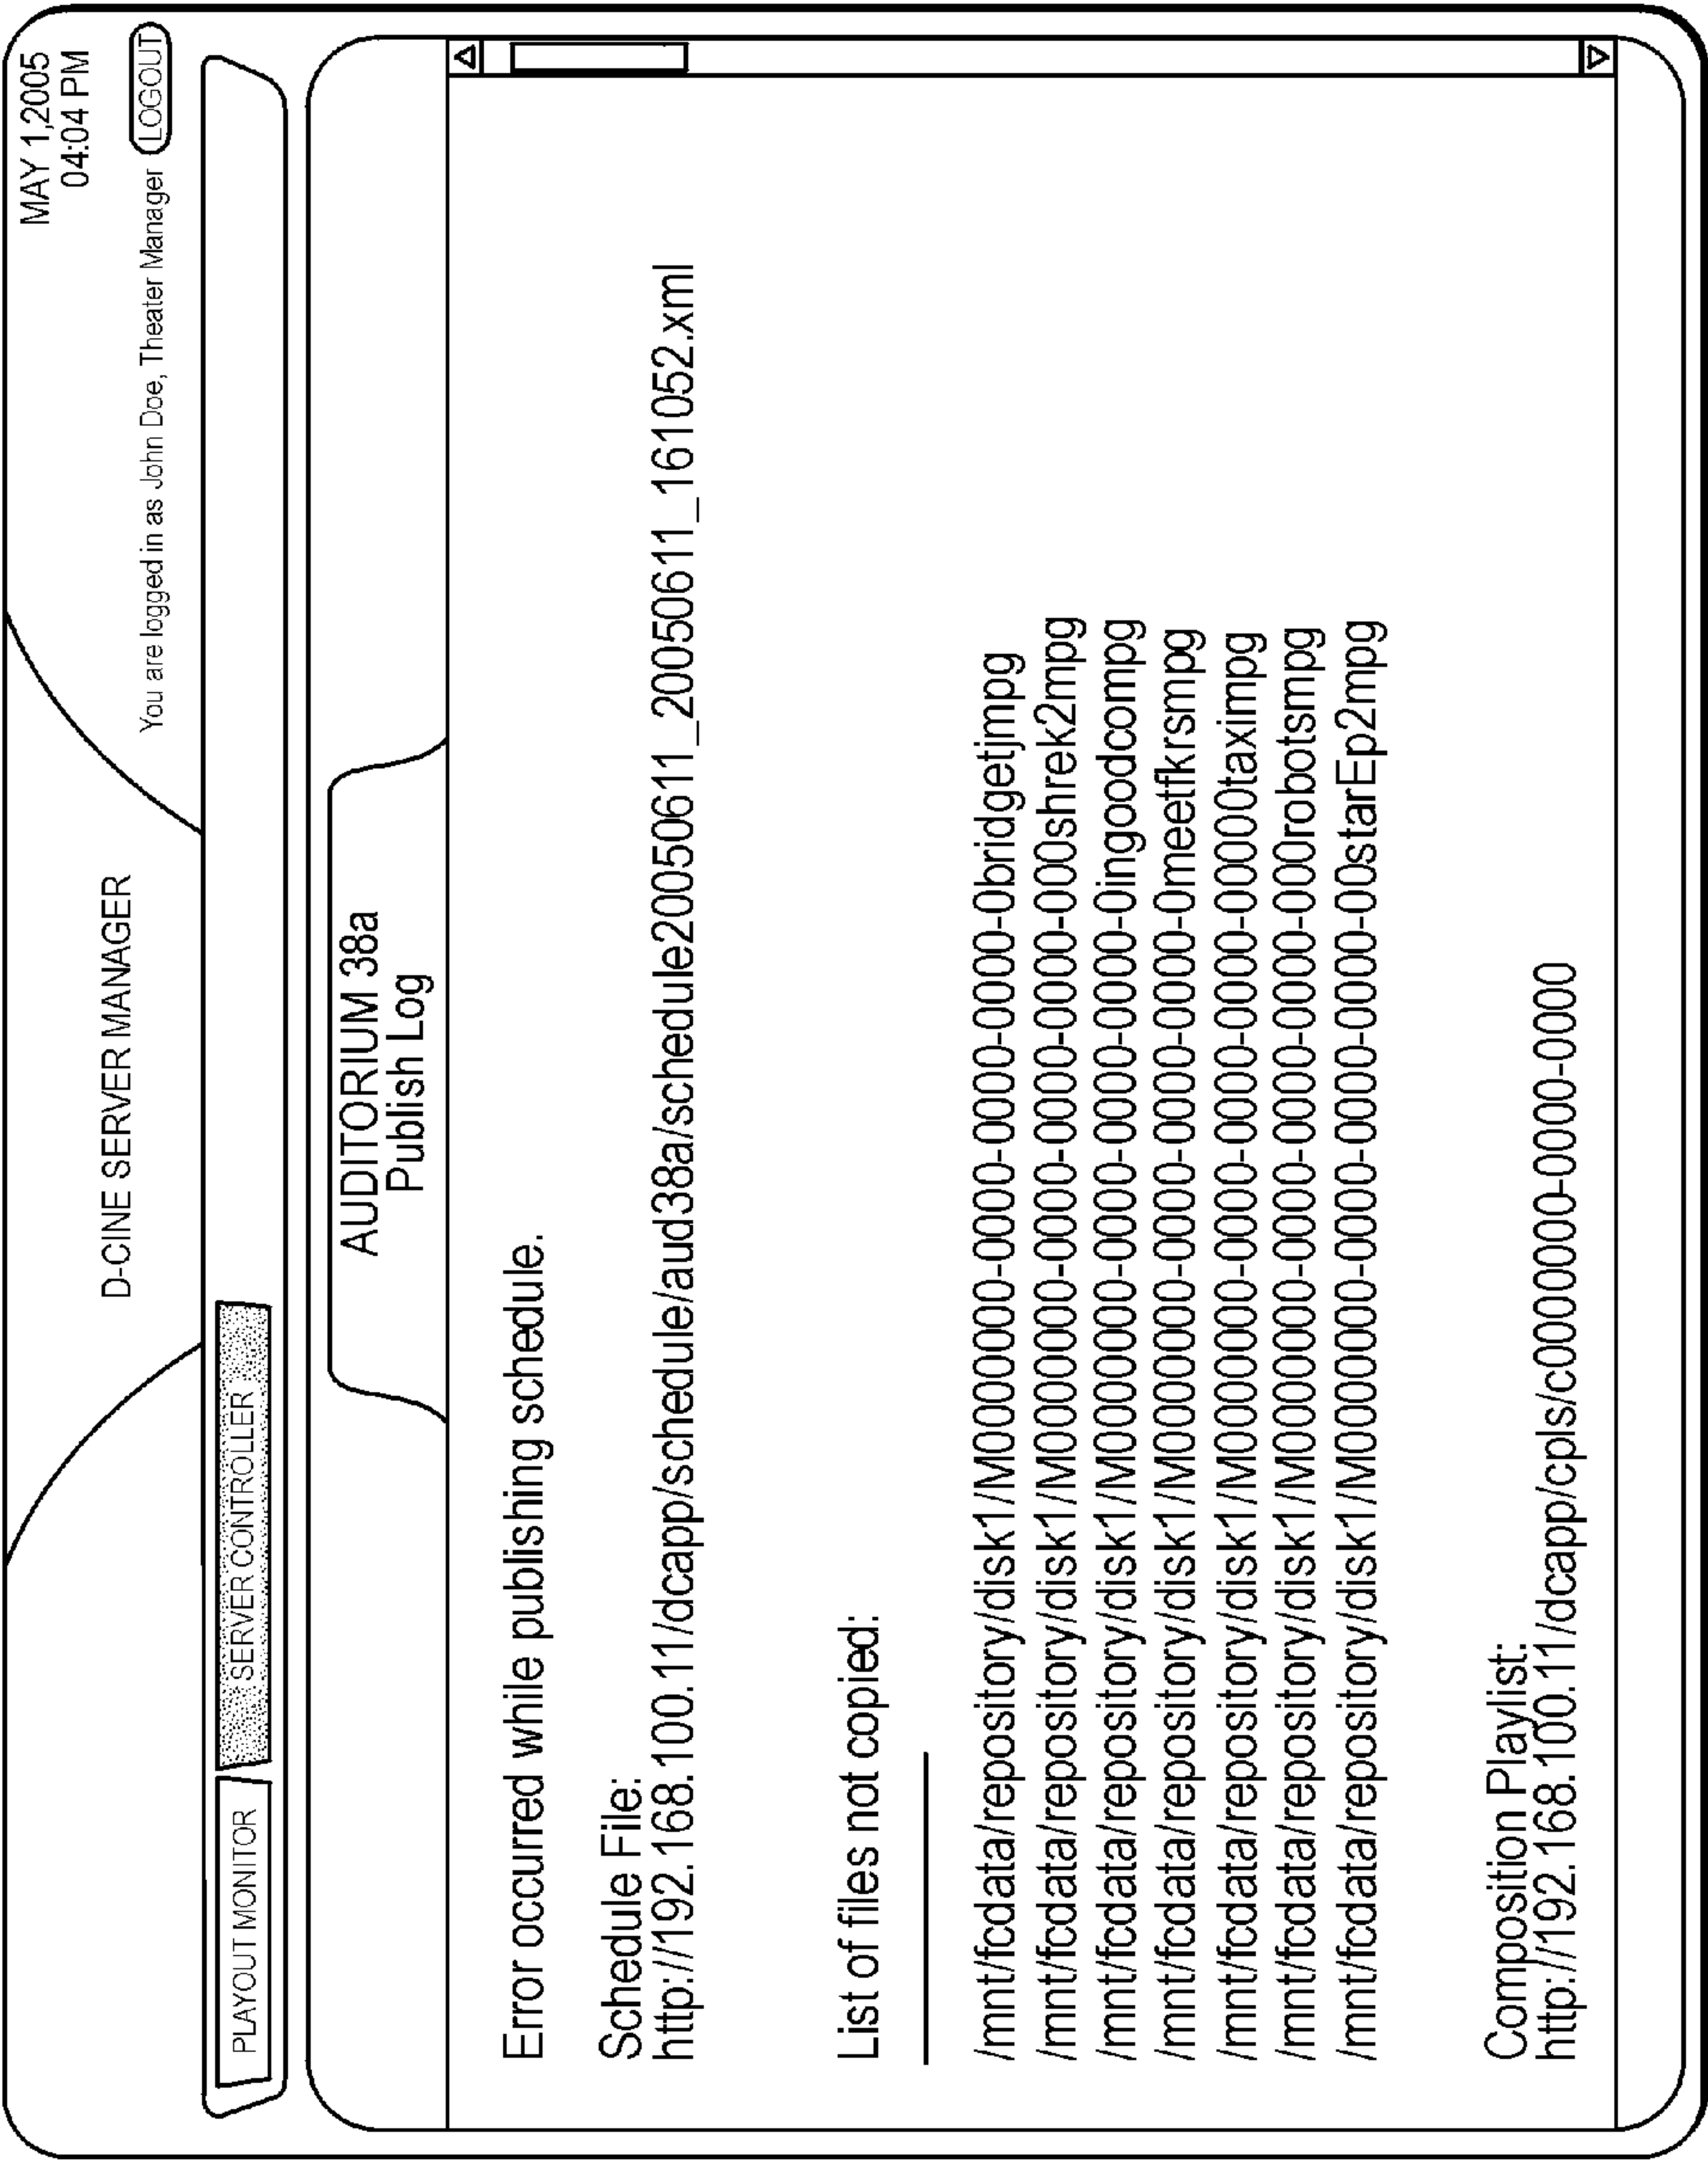 MAY 1,2005
04:04 PM
D-CINE SERVER MANAGER
You are logged in as John Doe, Theater Manager LOGOUT
PLAYOUT MONITOR SERVER CONTROLLER
AUDITORIUM 38a
Publish Log
Error occurred while publishing schedule.
Schedule File:
http://192.168.100.11/dcapp/schedule/aud38a/schedule20050611_20050611_161052.xml
List of files not copied:
/mnt/fcdata/repository/disk1/M0000000-0000-0000-0000-0bridgetjmpg
/mnt/fcdata/repository/disk1/M0000000-0000-0000-0000-000shrek2mpg
/mnt/fcdata/repository/disk1/M0000000-0000-0000-0000-0ingoodcompg
/mnt/fcdata/repository/disk1/M0000000-0000-0000-0000-0meetfkrsmpg
/mnt/fcdata/repository/disk1/M0000000-0000-0000-0000-00000taximpg
/mnt/fcdata/repository/disk1/M0000000-0000-0000-0000-000robotsmpg
/mnt/fcdata/repository/disk1/M0000000-0000-0000-0000-00starEp2mpg
Composition Playlist:
http://192.168.100.11/dcapp/cpls/c0000000-0000-0000